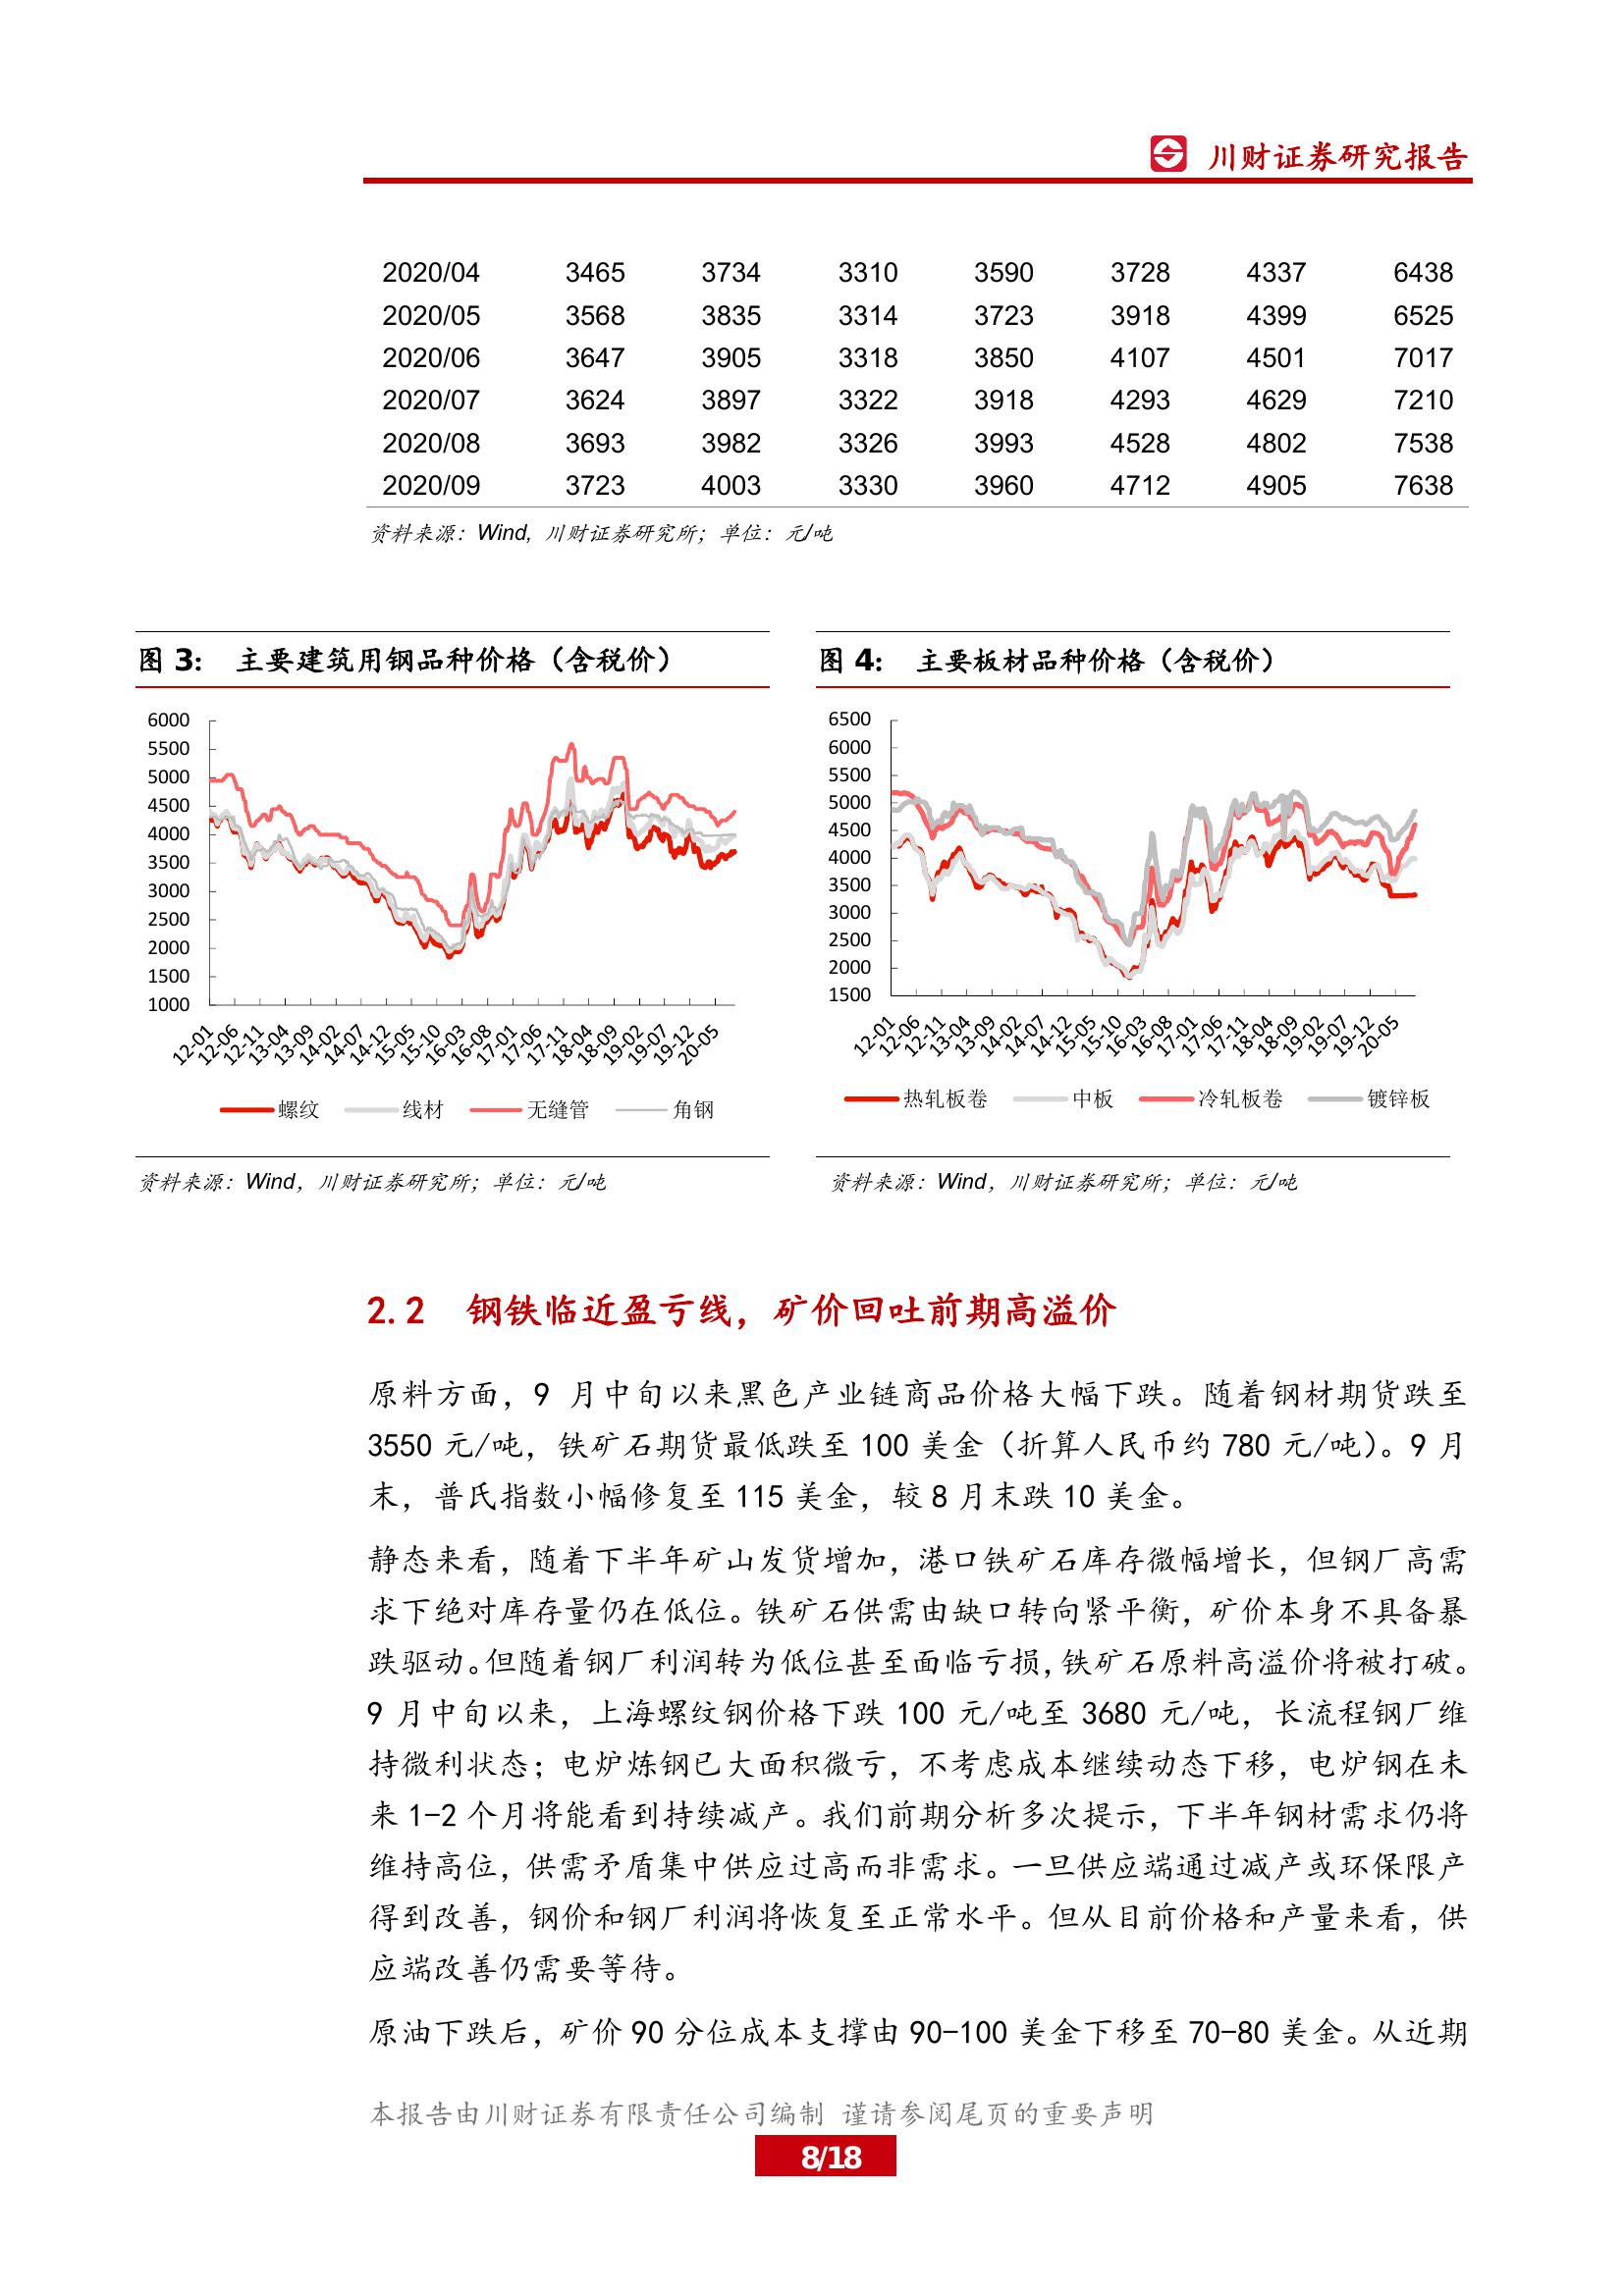 川财证券研究报告
2020/04 3465 3734 3310 3590 3728 4337 6438
2020/05 3568 3835 3314 3723 3918 4399 6525
2020/06 3647 3905 3318 3850 4107 4501 7017
2020/07 3624 3897 3322 3918 4293 4629 7210
2020/08 3693 3982 3326 3993 4528 4802 7538
2020/09 3723 4003 3330 3960 4712 4905 7638
资料来源：Wind, 川财证券研究所；单位：元/吨
图 3： 主要建筑用钢品种价格（含税价）
6000
5500
5000
4500
4000
3500
3000
2500
2000
1500
1000
12-01 12-06 12-11 13-04 13-09 14-02 14-07 14-12 15-05 15-10 16-03 16-08 17-01 17-06 17-11 18-04 18-09 19-02 19-07 19-12 20-05
螺纹 线材 无缝管 角钢
资料来源：Wind，川财证券研究所；单位：元/吨
图 4： 主要板材品种价格（含税价）
6500
6000
5500
5000
4500
4000
3500
3000
2500
2000
1500
12-01 12-06 12-11 13-04 13-09 14-02 14-07 14-12 15-05 15-10 16-03 16-08 17-01 17-06 17-11 18-04 18-09 19-02 19-07 19-12 20-05
热轧板卷 中板 冷轧板卷 镀锌板
资料来源：Wind，川财证券研究所；单位：元/吨
2.2 钢铁临近盈亏线，矿价回吐前期高溢价
原料方面，9 月中旬以来黑色产业链商品价格大幅下跌。随着钢材期货跌至
3550 元/吨，铁矿石期货最低跌至 100 美金（折算人民币约 780 元/吨）。9 月
末，普氏指数小幅修复至 115 美金，较 8 月末跌 10 美金。
静态来看，随着下半年矿山发货增加，港口铁矿石库存微幅增长，但钢厂高需
求下绝对库存量仍在低位。铁矿石供需由缺口转向紧平衡，矿价本身不具备暴
跌驱动。但随着钢厂利润转为低位甚至面临亏损，铁矿石原料高溢价将被打破。
9 月中旬以来，上海螺纹钢价格下跌 100 元/吨至 3680 元/吨，长流程钢厂维
持微利状态；电炉炼钢已大面积微亏，不考虑成本继续动态下移，电炉钢在未
来 1-2 个月将能看到持续减产。我们前期分析多次提示，下半年钢材需求仍将
维持高位，供需矛盾集中供应过高而非需求。一旦供应端通过减产或环保限产
得到改善，钢价和钢厂利润将恢复至正常水平。但从目前价格和产量来看，供
应端改善仍需要等待。
原油下跌后，矿价 90 分位成本支撑由 90-100 美金下移至 70-80 美金。从近期
本报告由川财证券有限责任公司编制 谨请参阅尾页的重要声明
8/18